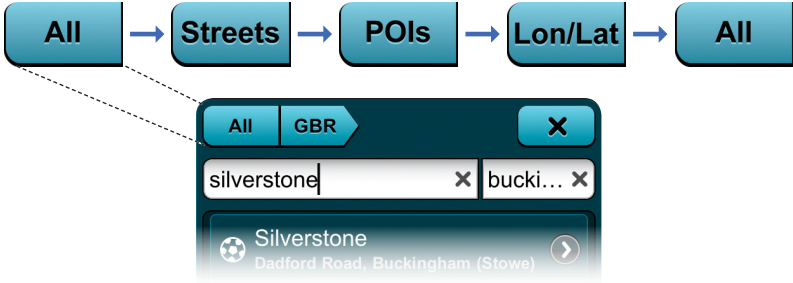 All Streets POIs Lon/Lat All
All GBR
silverstone bucki...
Silverstone
Dadford Road, Buckingham (Stowe)